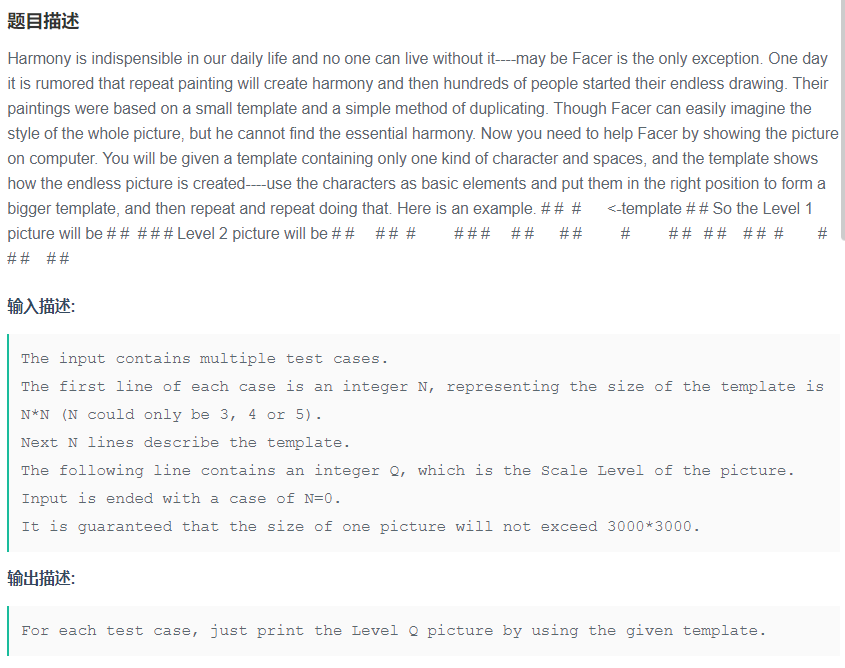 题目描述
Harmony is indispensible in our daily life and no one can live without it----may be Facer is the only exception. One day
it is rumored that repeat painting will create harmony and then hundreds of people started their endless drawing. Their
paintings were based on a small template and a simple method of duplicating. Though Facer can easily imagine the
style of the whole picture, but he cannot find the essential harmony. Now you need to help Facer by showing the picture
on computer. You will be given a template containing only one kind of character and spaces, and the template shows
how the endless picture is created----use the characters as basic elements and put them in the right position to form a
bigger template, and then repeat and repeat doing that. Here is an example. # #  #      <-template # # So the Level 1
picture will be # #  # # # Level 2 picture will be # #     # #  #         # # #     # #      # #         #         # #   # #    # #  #        #
# #    # #
输入描述:
The input contains multiple test cases.
The first line of each case is an integer N, representing the size of the template is
N*N (N could only be 3, 4 or 5).
Next N lines describe the template.
The following line contains an integer Q, which is the Scale Level of the picture.
Input is ended with a case of N=0.
It is guaranteed that the size of one picture will not exceed 3000*3000.
输出描述:
For each test case, just print the Level Q picture by using the given template.